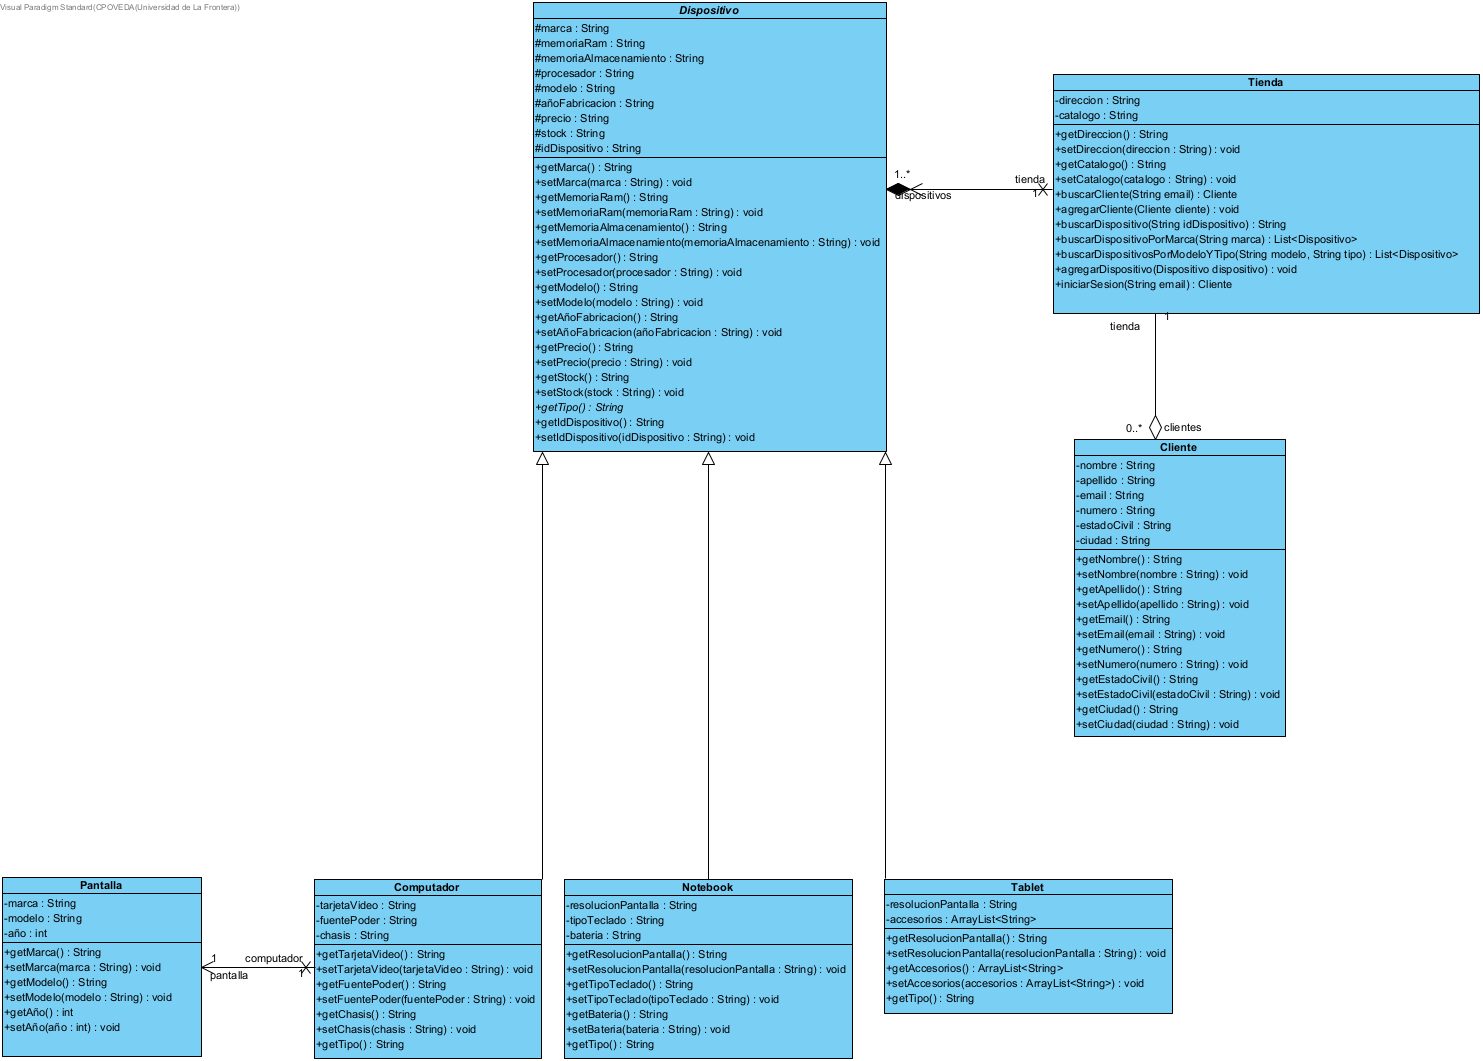 Visual Paradigm Standard(CPOVEDA(Universidad de La Frontera))
Dispositivo
#marca : String
#memoriaRam : String
#memoriaAlmacenamiento : String
#procesador : String
#modelo : String
#añoFabricacion : String
#precio : String
#stock : String
#idDispositivo : String
+getMarca() : String
+setMarca(marca : String) : void
+getMemoriaRam() : String
+setMemoriaRam(memoriaRam : String) : void
+getMemoriaAlmacenamiento() : String
+setMemoriaAlmacenamiento(memoriaAlmacenamiento : String) : void
+getProcesador() : String
+setProcesador(procesador : String) : void
+getModelo() : String
+setModelo(modelo : String) : void
+getAñoFabricacion() : String
+setAñoFabricacion(añoFabricacion : String) : void
+getPrecio() : String
+setPrecio(precio : String) : void
+getStock() : String
+setStock(stock : String) : void
+getTipo() : String
+getIdDispositivo() : String
+setIdDispositivo(idDispositivo : String) : void
1..*
dispositivos
tienda
1
Tienda
-direccion : String
-catalogo : String
+getDireccion() : String
+setDireccion(direccion : String) : void
+getCatalogo() : String
+setCatalogo(catalogo : String) : void
+buscarCliente(String email) : Cliente
+agregarCliente(Cliente cliente) : void
+buscarDispositivo(String idDispositivo) : String
+buscarDispositivoPorMarca(String marca) : List<Dispositivo>
+buscarDispositivosPorModeloYTipo(String modelo, String tipo) : List<Dispositivo>
+agregarDispositivo(Dispositivo dispositivo) : void
+iniciarSesion(String email) : Cliente
1
tienda
0..*
clientes
Cliente
-nombre : String
-apellido : String
-email : String
-numero : String
-estadoCivil : String
-ciudad : String
+getNombre() : String
+setNombre(nombre : String) : void
+getApellido() : String
+setApellido(apellido : String) : void
+getEmail() : String
+setEmail(email : String) : void
+getNumero() : String
+setNumero(numero : String) : void
+getEstadoCivil() : String
+setEstadoCivil(estadoCivil : String) : void
+getCiudad() : String
+setCiudad(ciudad : String) : void
Pantalla
-marca : String
-modelo : String
-año : int
+getMarca() : String
+setMarca(marca : String) : void
+getModelo() : String
+setModelo(modelo : String) : void
+getAño() : int
+setAño(año : int) : void
1
pantalla
computador
1
Computador
-tarjetaVideo : String
-fuentePoder : String
-chasis : String
+getTarjetaVideo() : String
+setTarjetaVideo(tarjetaVideo : String) : void
+getFuentePoder() : String
+setFuentePoder(fuentePoder : String) : void
+getChasis() : String
+setChasis(chasis : String) : void
+getTipo() : String
Notebook
-resolucionPantalla : String
-tipoTeclado : String
-bateria : String
+getResolucionPantalla() : String
+setResolucionPantalla(resolucionPantalla : String) : void
+getTipoTeclado() : String
+setTipoTeclado(tipoTeclado : String) : void
+getBateria() : String
+setBateria(bateria : String) : void
+getTipo() : String
Tablet
-resolucionPantalla : String
-accesorios : ArrayList<String>
+getResolucionPantalla() : String
+setResolucionPantalla(resolucionPantalla : String) : void
+getAccesorios() : ArrayList<String>
+setAccesorios(accesorios : ArrayList<String>) : void
+getTipo() : String